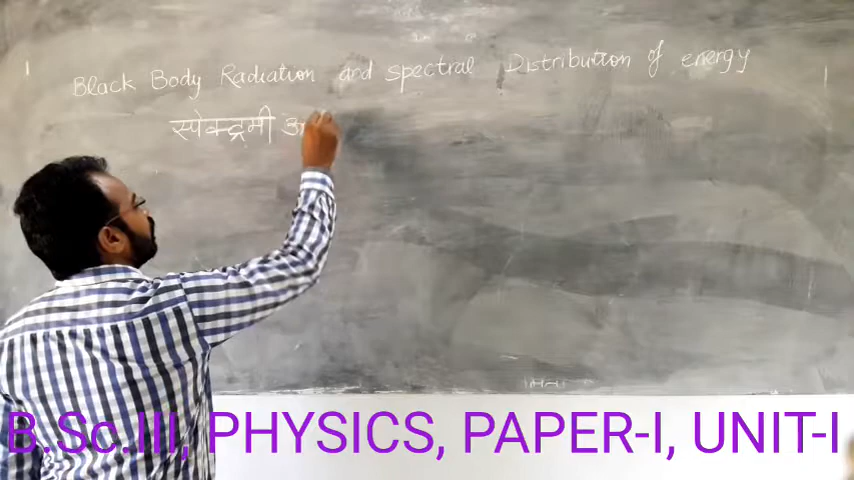 Black Body Radiation and spectral Distribution of energy
स्पेक्ट्रमी
B.Sc.III, PHYSICS, PAPER-I, UNIT-I